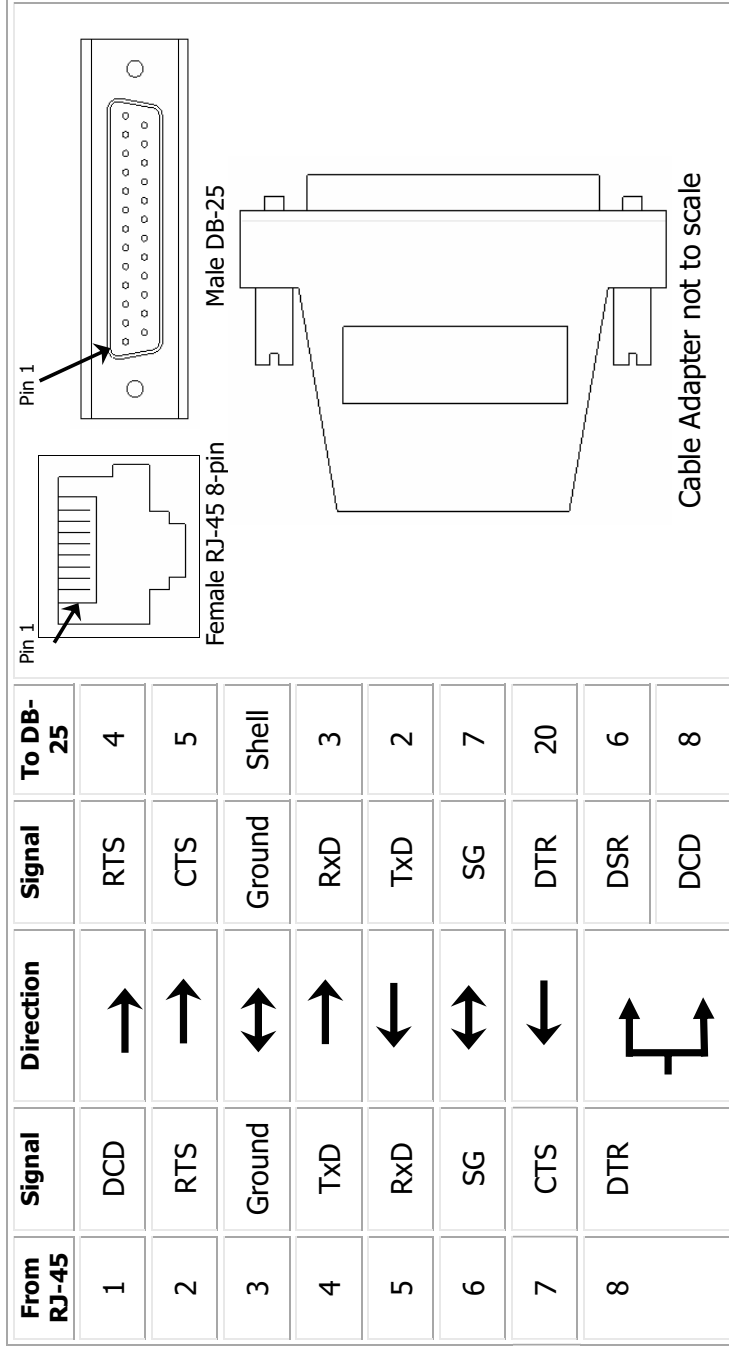 From RJ-45 Signal Direction Signal To DB-25
1 DCD RTS 4
2 RTS CTS 5
3 Ground Ground Shell
4 TxD RxD 3
5 RxD TxD 2
6 SG SG 7
7 CTS DTR 20
8 DTR DSR 6
DCD 8
Pin 1
Female RJ-45 8-pin
Pin 1
Male DB-25
Cable Adapter not to scale